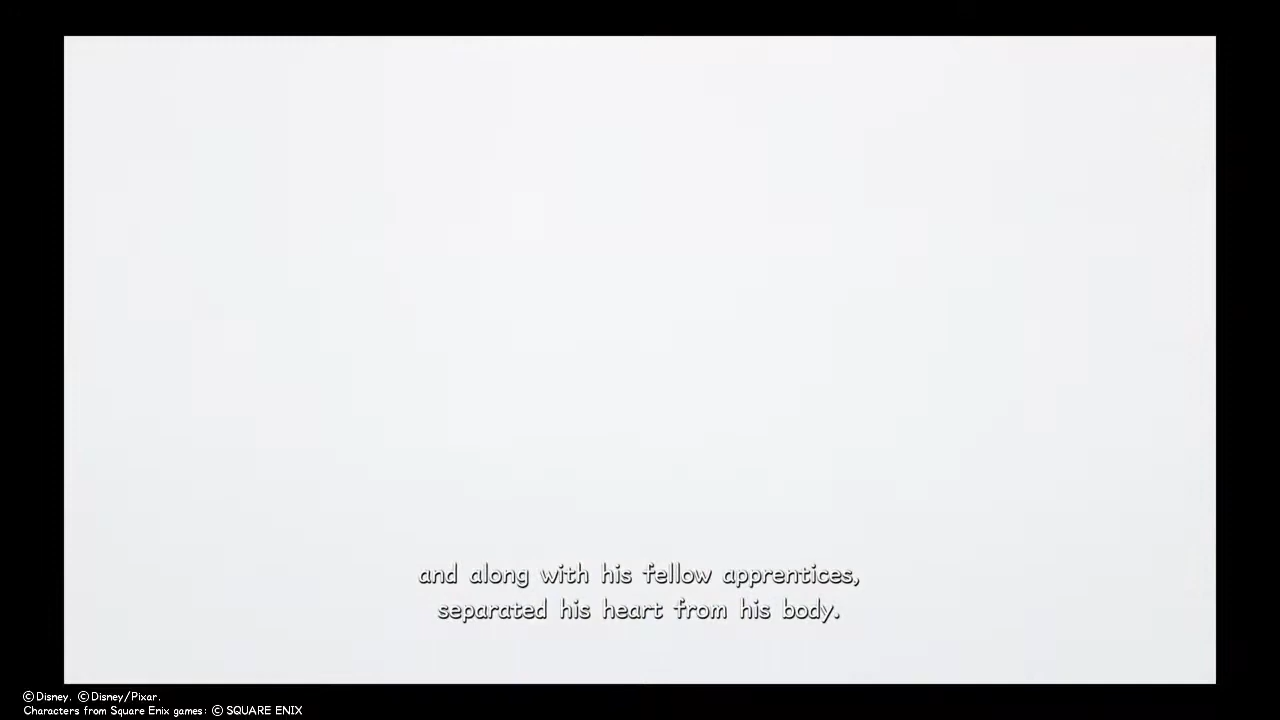 and along with his fellow apprentices,
separated his heart from his body.
©Disney. ©Disney/Pixar.
Characters from Square Enix games: © SQUARE ENIX